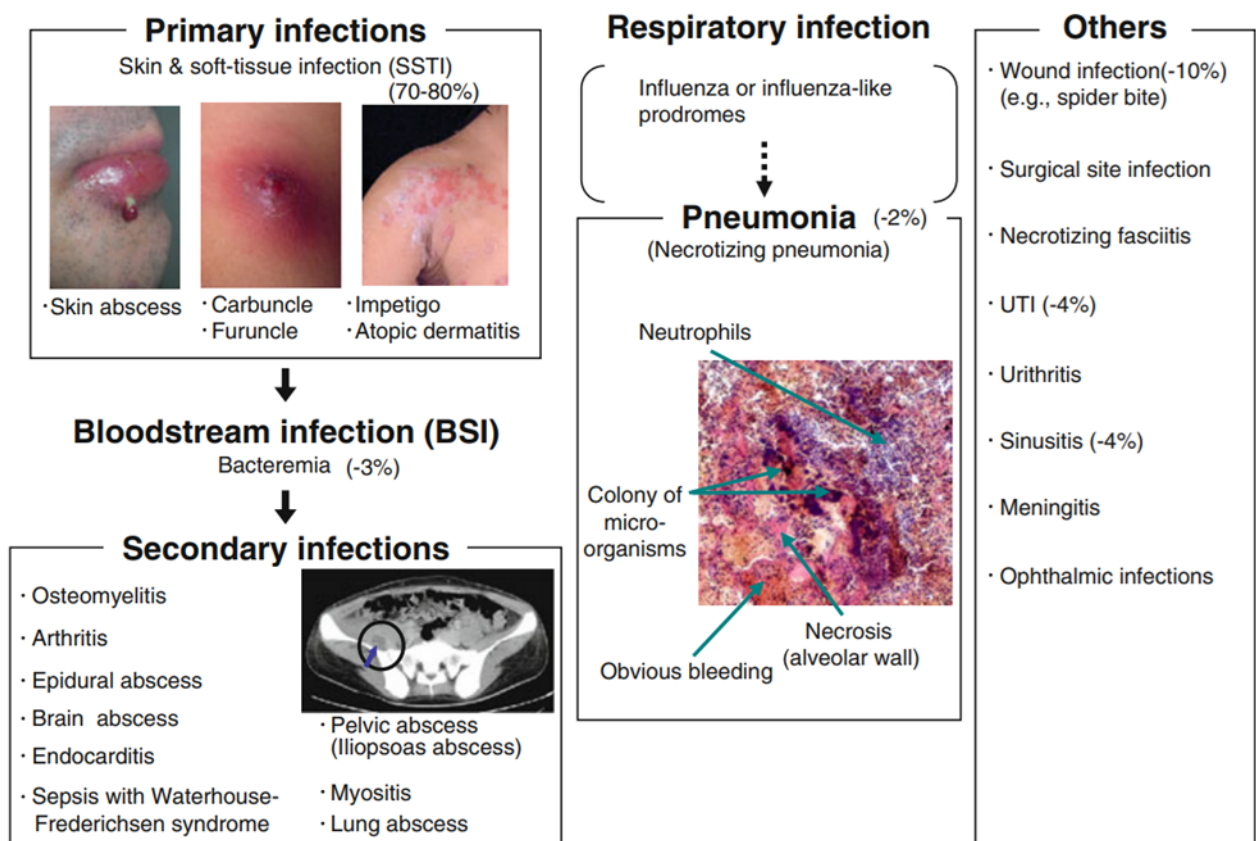 Primary infections
Skin & soft-tissue infection (SSTI)
(70-80%)
·Skin abscess
·Carbuncle
·Furuncle
·Impetigo
·Atopic dermatitis
Bloodstream infection (BSI)
Bacteremia (-3%)
Secondary infections
·Osteomyelitis
·Arthritis
·Epidural abscess
·Brain abscess
·Endocarditis
·Sepsis with Waterhouse-
Frederichsen syndrome
·Pelvic abscess
(Iliopsoas abscess)
·Myositis
·Lung abscess
Respiratory infection
Influenza or influenza-like
prodromes
Pneumonia (-2%)
(Necrotizing pneumonia)
Neutrophils
Colony of
micro-
organisms
Necrosis
(alveolar wall)
Obvious bleeding
Others
·Wound infection(-10%)
(e.g., spider bite)
·Surgical site infection
·Necrotizing fasciitis
·UTI (-4%)
·Urithritis
·Sinusitis (-4%)
·Meningitis
·Ophthalmic infections